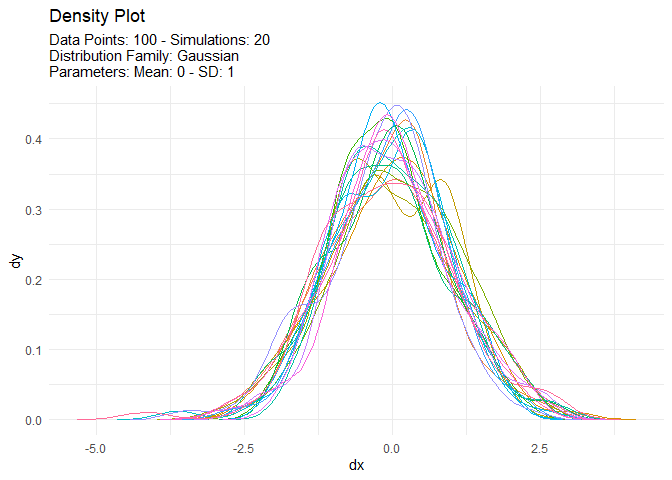 Density Plot
Data Points: 100 - Simulations: 20
Distribution Family: Gaussian
Parameters: Mean: 0 - SD: 1
0.4
0.3
dy
0.2
0.1
0.0
-5.0 -2.5 0.0 2.5
dx